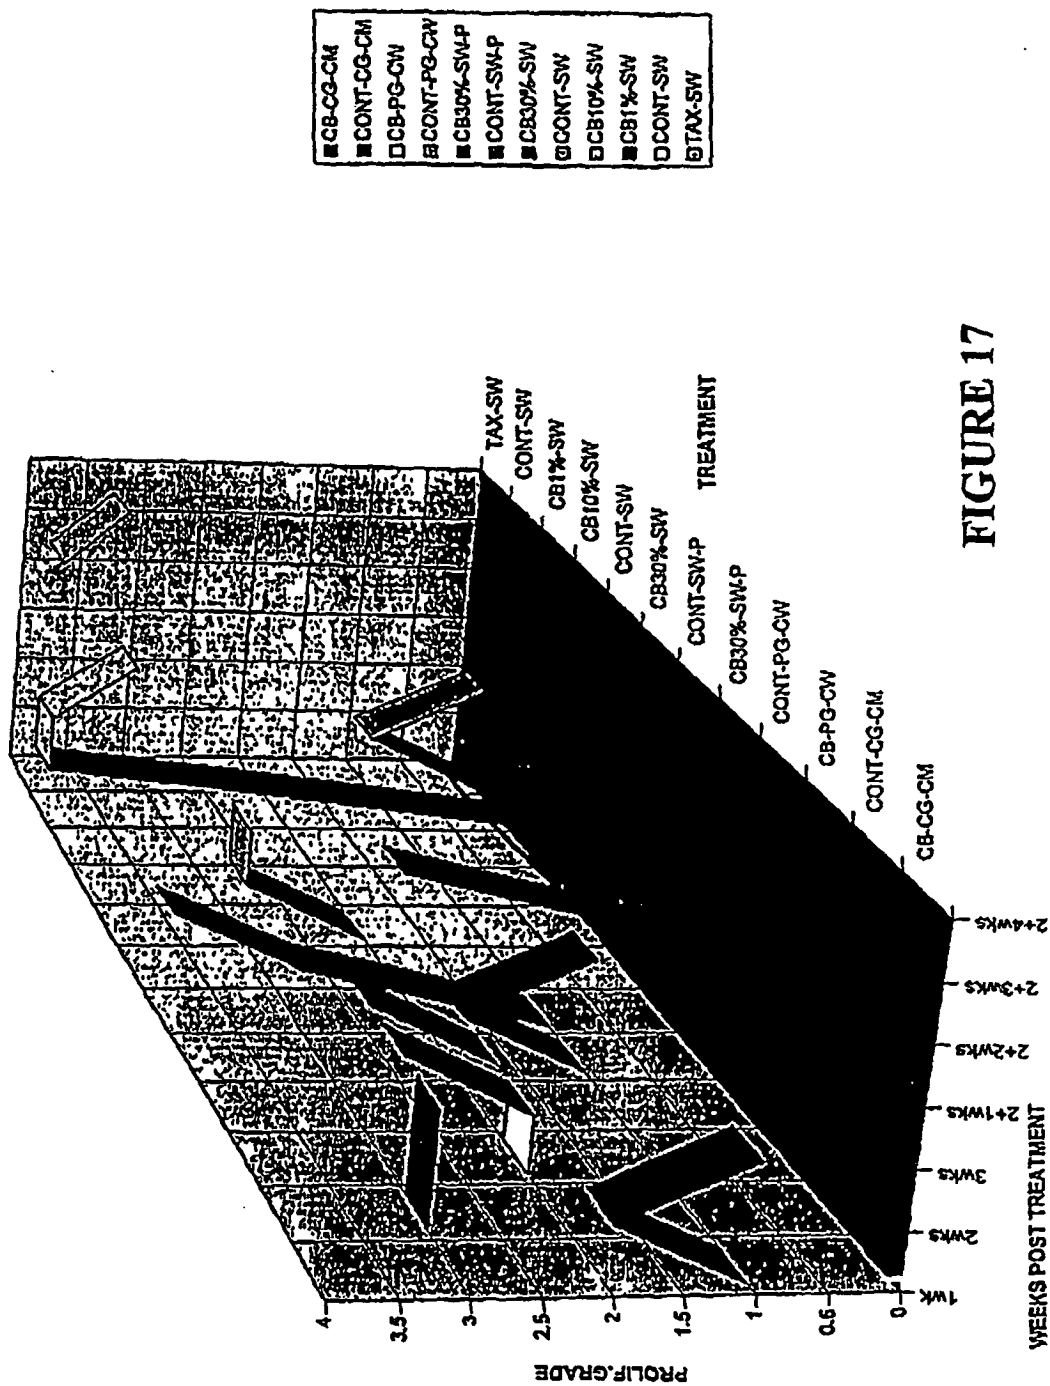 CB-CG-CM
CONT-CG-CM
CB-PG-CW
CONT-PG-CW
CB30%-SW-P
CONT-SW-P
CB30%-SW
CONT-SW
CB10%-SW
CB1%-SW
CONT-SW
TAX-SW
PROLIF.GRADE
4
3.5
3
2.5
2
1.5
1
0.5
0
1wk
2wks
3wks
2+1wks
2+2wks
2+3wks
2+4wks
WEEKS POST TREATMENT
TAX-SW
CONT-SW
CB1%-SW
CB10%-SW
CONT-SW
CB30%-SW
CONT-SW-P
CB30%-SW-P
CONT-PG-CW
CB-PG-CW
CONT-CG-CM
CB-CG-CM
TREATMENT
FIGURE 17